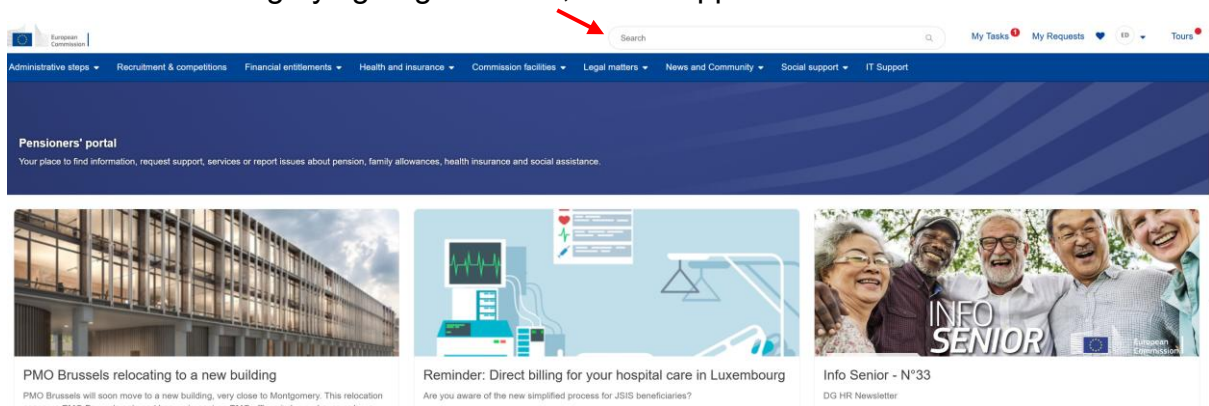 European
Commission
Search
My Tasks
My Requests
ED
Tours
Administrative steps
Recruitment & competitions
Financial entitlements
Health and insurance
Commission facilities
Legal matters
News and Community
Social support
IT Support
Pensioners' portal
Your place to find information, request support, services or report issues about pension, family allowances, health insurance and social assistance.
INFO
SENIOR
European
Commission
PMO Brussels relocating to a new building
PMO Brussels will soon move to a new building, very close to Montgomery. This relocation
Reminder: Direct billing for your hospital care in Luxembourg
Are you aware of the new simplified process for JSIS beneficiaries?
Info Senior - N°33
DG HR Newsletter